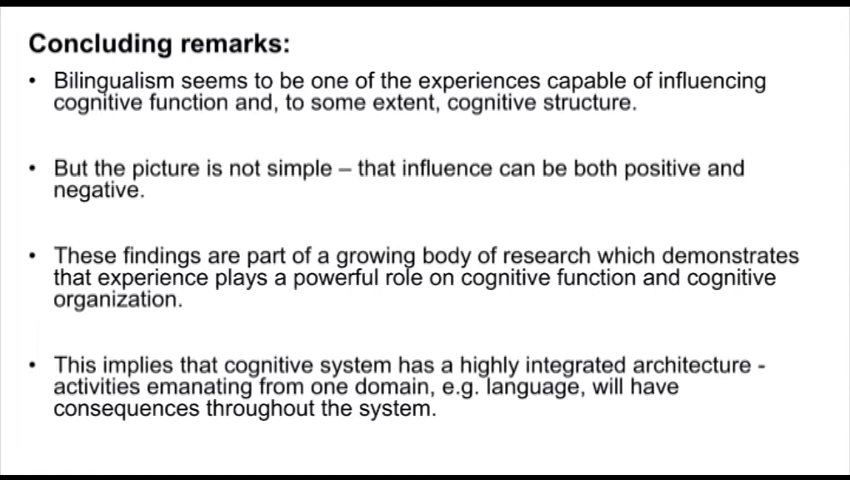 Concluding remarks:
• Bilingualism seems to be one of the experiences capable of influencing
cognitive function and, to some extent, cognitive structure.
• But the picture is not simple – that influence can be both positive and
negative.
• These findings are part of a growing body of research which demonstrates
that experience plays a powerful role on cognitive function and cognitive
organization.
• This implies that cognitive system has a highly integrated architecture -
activities emanating from one domain, e.g. language, will have
consequences throughout the system.